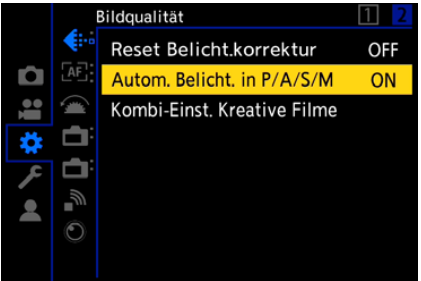 Bildqualität 1 2
AF
Reset Belicht.korrektur OFF
Autom. Belicht. in P/A/S/M ON
Kombi-Einst. Kreative Filme